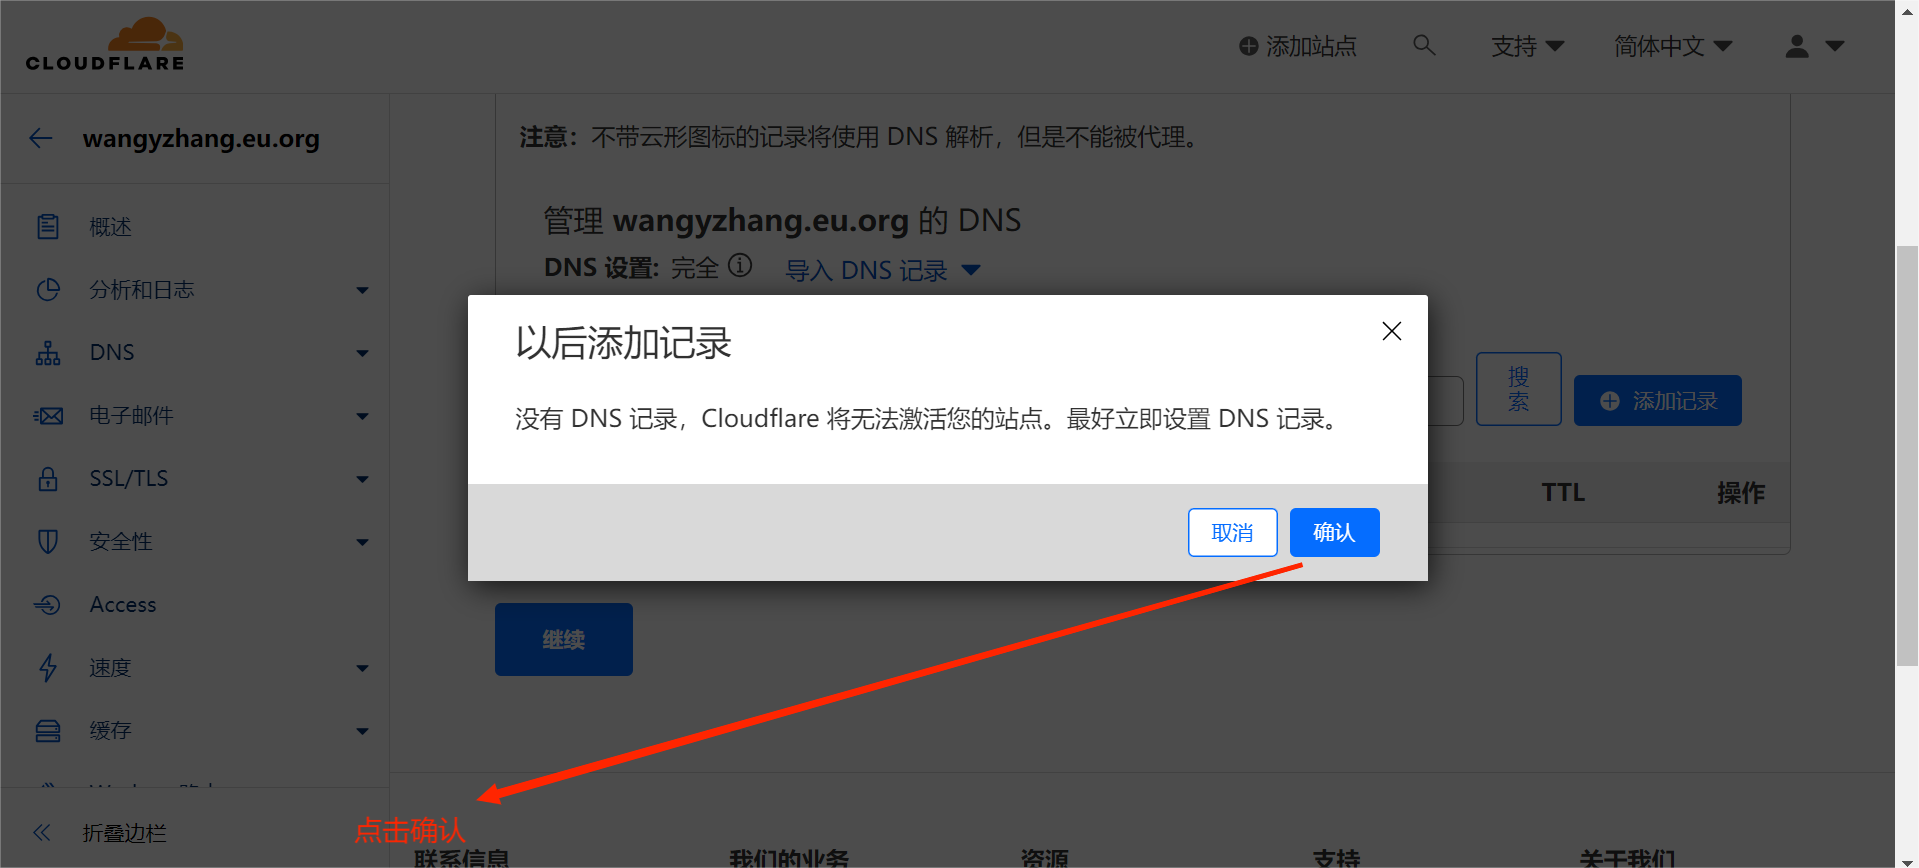 CLOUDFLARE
添加站点
支持
简体中文
wangyzhang.eu.org
概述
分析和日志
DNS
电子邮件
SSL/TLS
安全性
Access
速度
缓存
折叠边栏
注意：不带云形图标的记录将使用 DNS 解析，但是不能被代理。
管理 wangyzhang.eu.org 的 DNS
DNS 设置: 完全
导入 DNS 记录
搜
索
添加记录
TTL
操作
以后添加记录
没有 DNS 记录，Cloudflare 将无法激活您的站点。最好立即设置 DNS 记录。
取消
确认
继续
点击确认
联系信息
我们的业务
资源
支持
关于我们